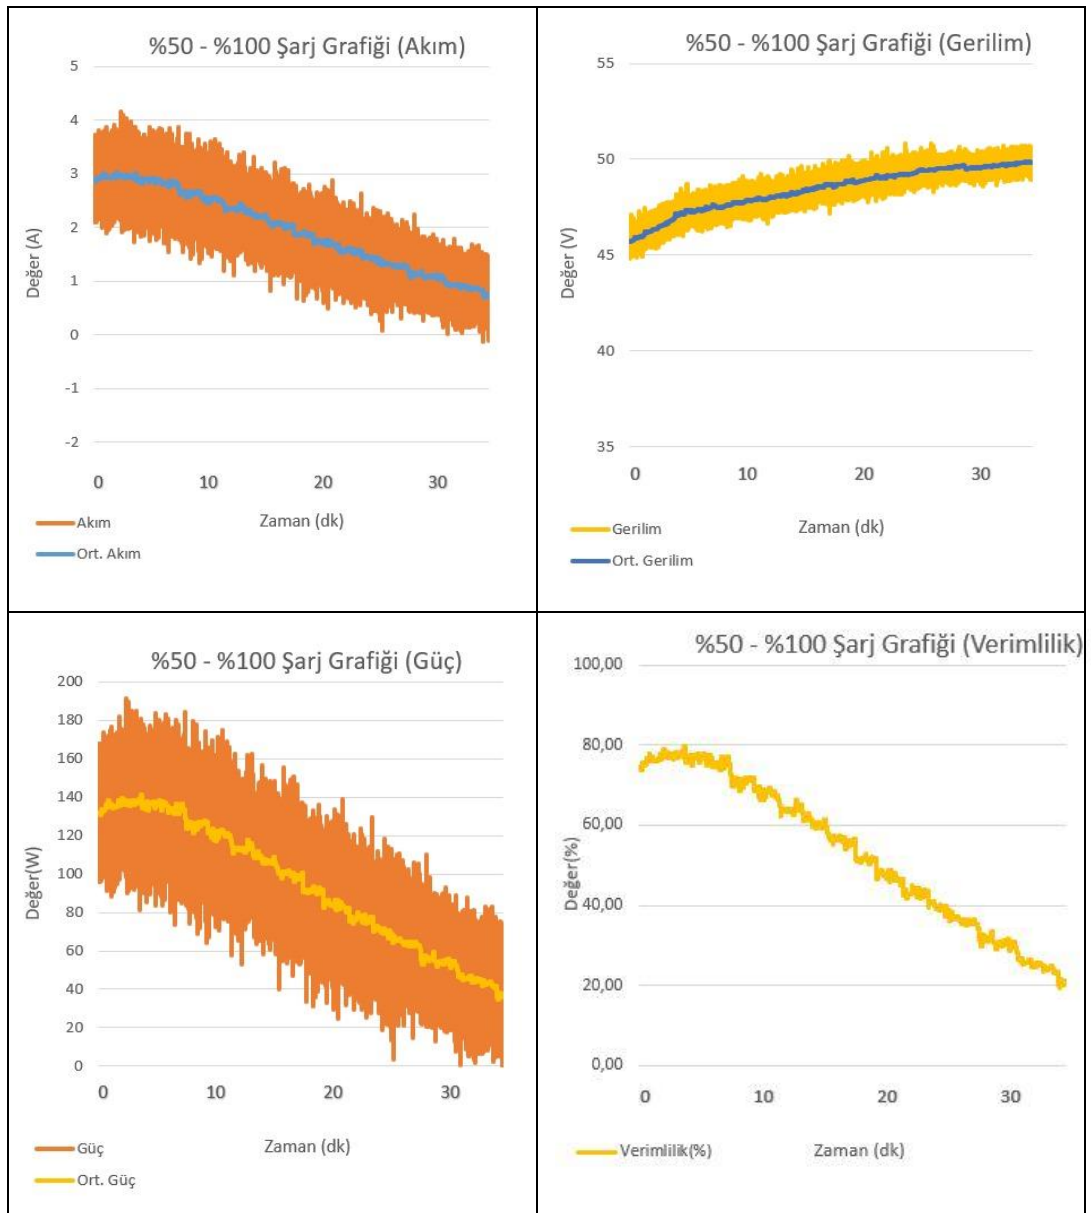 %50 - %100 Şarj Grafiği (Akım)
5
4
3
2
1
0
-1
-2
Değer (A)
0 10 20 30
Zaman (dk)
Akım
Ort. Akım
%50 - %100 Şarj Grafiği (Gerilim)
55
50
45
40
35
Değer (V)
0 10 20 30
Zaman (dk)
Gerilim
Ort. Gerilim
%50 - %100 Şarj Grafiği (Güç)
200
180
160
140
120
100
80
60
40
20
0
Değer(W)
0 10 20 30
Zaman (dk)
Güç
Ort. Güç
%50 - %100 Şarj Grafiği (Verimlilik)
100,00
80,00
60,00
40,00
20,00
0,00
Değer(%)
0 10 20 30
Zaman (dk)
Verimlilik(%)